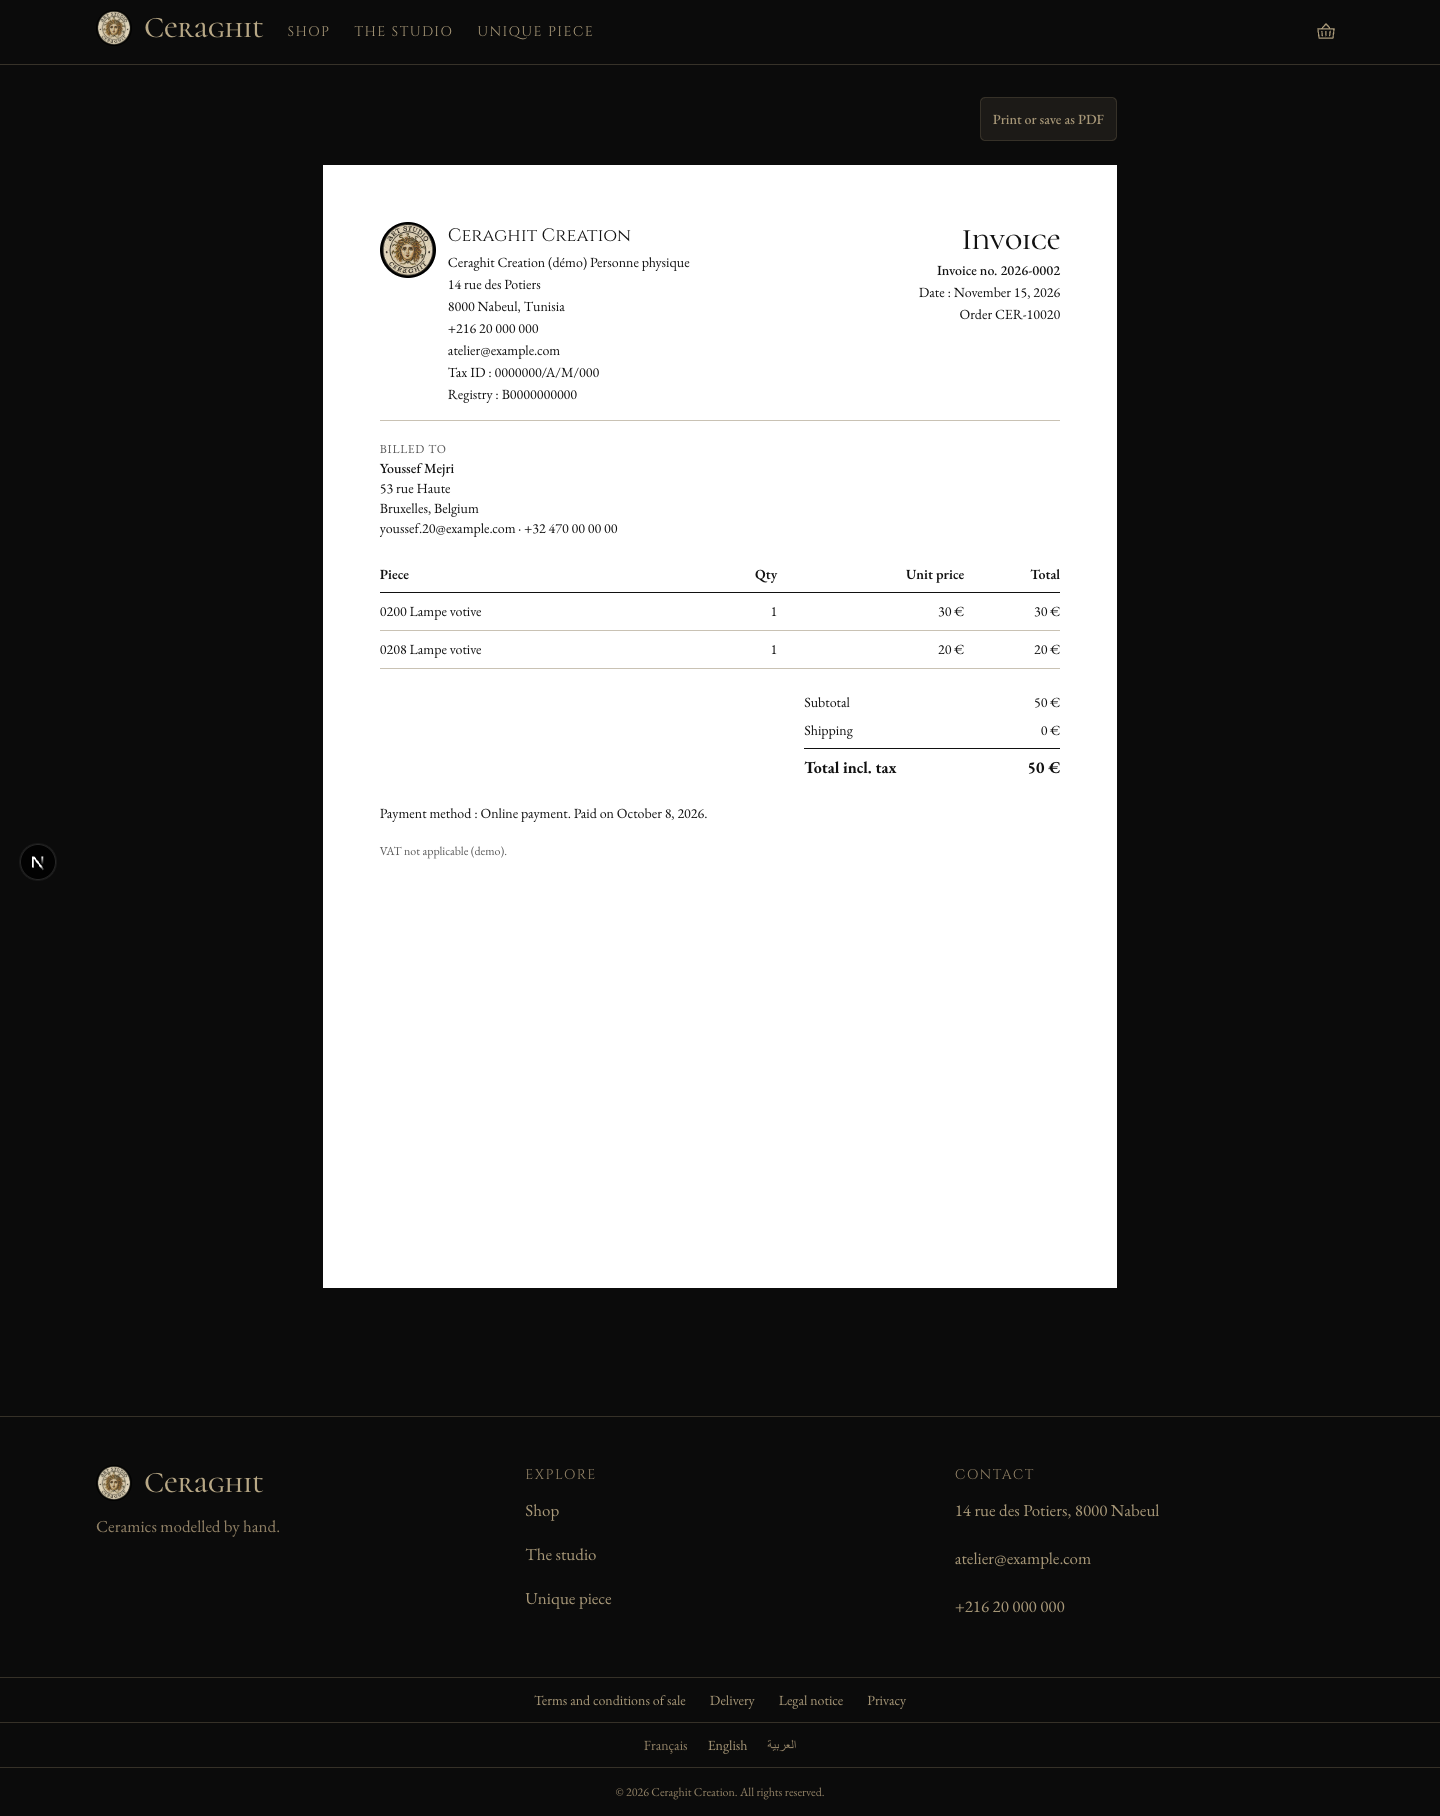 Ceraghit SHOP THE STUDIO UNIQUE PIECE
Print or save as PDF
ART STUDIO
CERAGHIT
Ceraghit Creation
Ceraghit Creation (démo) Personne physique
14 rue des Potiers
8000 Nabeul, Tunisia
+216 20 000 000
atelier@example.com
Tax ID : 0000000/A/M/000
Registry : B0000000000
Invoice
Invoice no. 2026-0002
Date : November 15, 2026
Order CER-10020
BILLED TO
Youssef Mejri
53 rue Haute
Bruxelles, Belgium
youssef.20@example.com · +32 470 00 00 00
Piece Qty Unit price Total
0200 Lampe votive 1 30 € 30 €
0208 Lampe votive 1 20 € 20 €
Subtotal 50 €
Shipping 0 €
Total incl. tax 50 €
Payment method : Online payment. Paid on October 8, 2026.
VAT not applicable (demo).
N
Ceraghit
Ceramics modelled by hand.
EXPLORE
Shop
The studio
Unique piece
CONTACT
14 rue des Potiers, 8000 Nabeul
atelier@example.com
+216 20 000 000
Terms and conditions of sale Delivery Legal notice Privacy
Français English العربية
© 2026 Ceraghit Creation. All rights reserved.